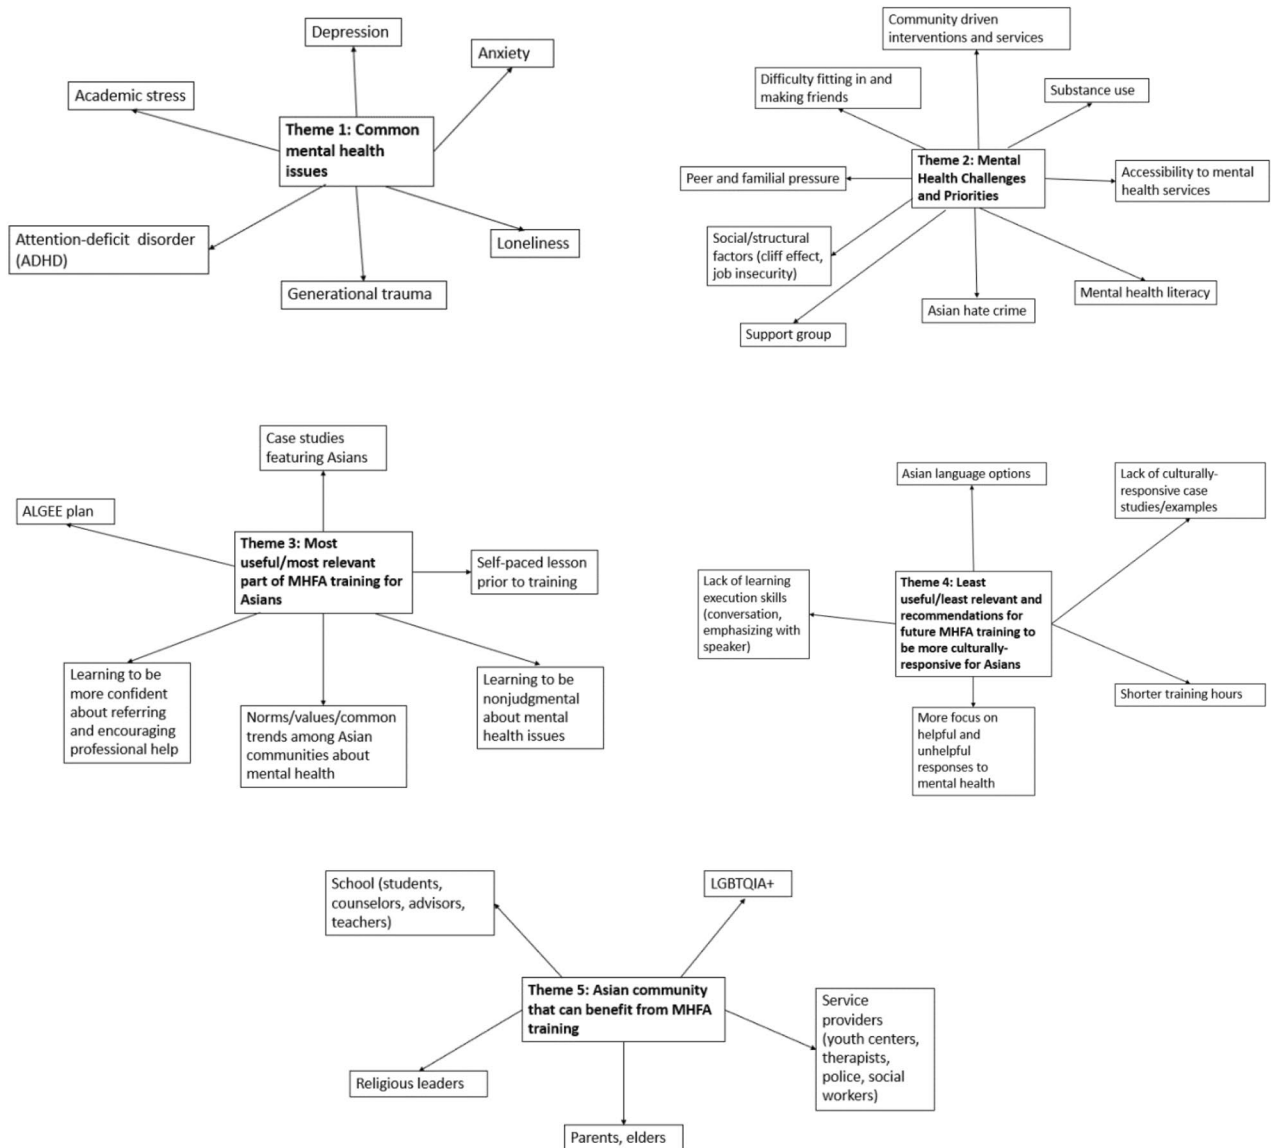 Depression
Anxiety
Academic stress
Theme 1: Common
mental health
issues
Attention-deficit disorder
(ADHD)
Loneliness
Generational trauma
Community driven
interventions and services
Difficulty fitting in and
making friends
Substance use
Theme 2: Mental
Health Challenges
and Priorities
Peer and familial pressure
Accessibility to mental
health services
Social/structural
factors (cliff effect,
job insecurity)
Mental health literacy
Asian hate crime
Support group
Case studies
featuring Asians
ALGEE plan
Theme 3: Most
useful/most relevant
part of MHFA training for
Asians
Self-paced lesson
prior to training
Learning to be
more confident
about referring
and encouraging
professional help
Norms/values/common
trends among Asian
communities about
mental health
Learning to be
nonjudgmental
about mental
health issues
Asian language options
Lack of culturally-
responsive case
studies/examples
Lack of learning
execution skills
(conversation,
emphasizing with
speaker)
Theme 4: Least
useful/least relevant and
recommendations for
future MHFA training to
be more culturally-
responsive for Asians
Shorter training hours
More focus on
helpful and
unhelpful
responses to
mental health
School (students,
counselors, advisors,
teachers)
LGBTQIA+
Theme 5: Asian community
that can benefit from MHFA
training
Service
providers
(youth centers,
therapists,
police, social
workers)
Religious leaders
Parents, elders